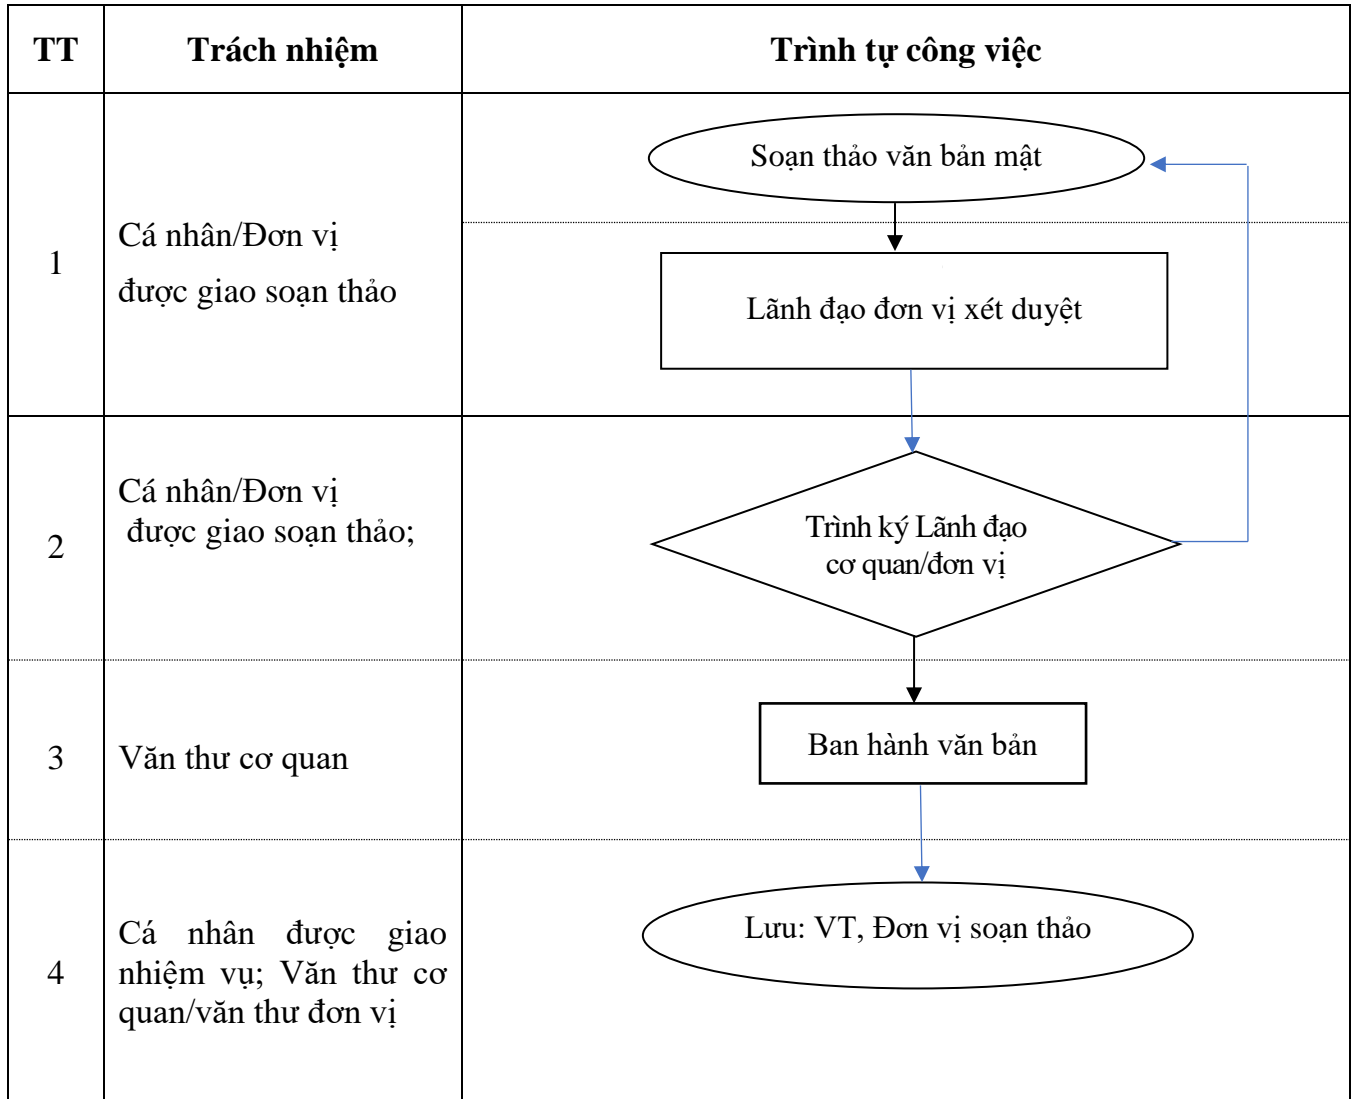 TT Trách nhiệm Trình tự công việc
1
Cá nhân/Đơn vị
được giao soạn thảo
Soạn thảo văn bản mật
Lãnh đạo đơn vị xét duyệt
2
Cá nhân/Đơn vị
được giao soạn thảo;
Trình ký Lãnh đạo
cơ quan/đơn vị
3
Văn thư cơ quan
Ban hành văn bản
4
Cá nhân được giao
nhiệm vụ; Văn thư cơ
quan/văn thư đơn vị
Lưu: VT, Đơn vị soạn thảo